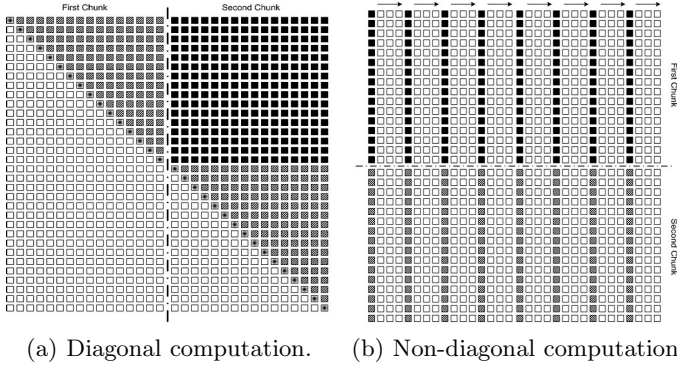 First Chunk
Second Chunk
First Chunk
Second Chunk
(a) Diagonal computation.
(b) Non-diagonal computation